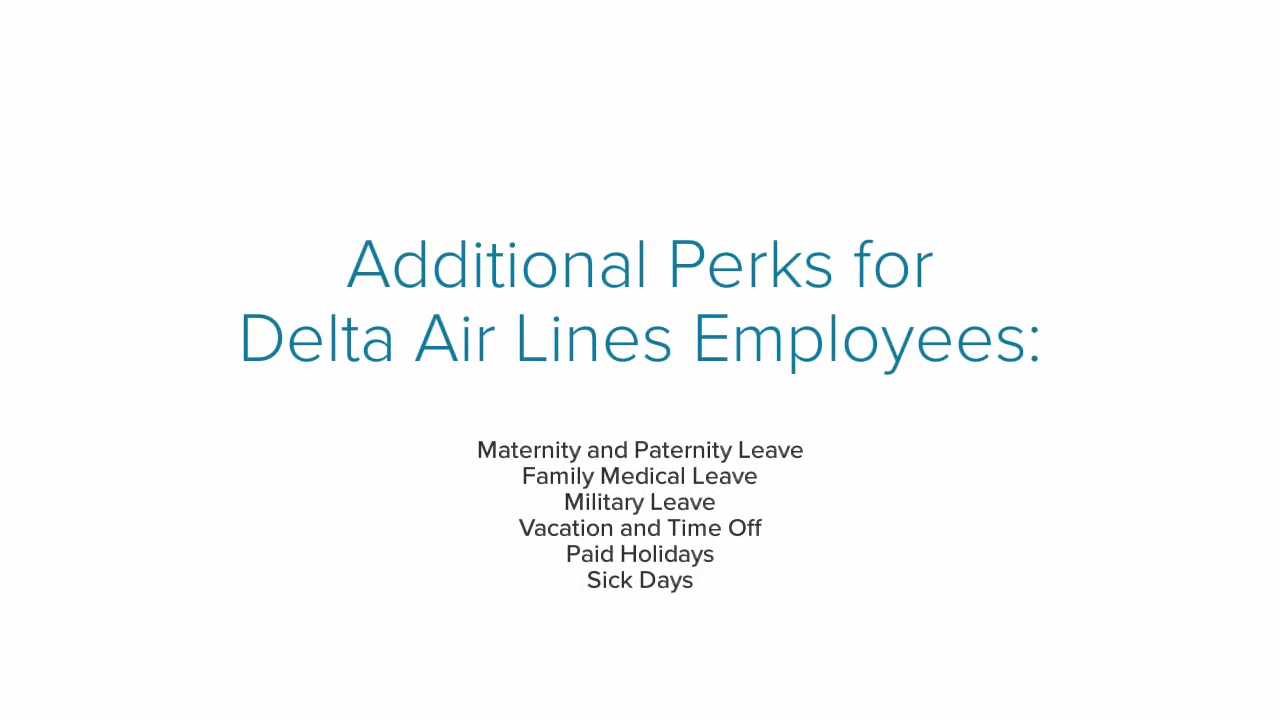 Additional Perks for
Delta Air Lines Employees:
Maternity and Paternity Leave
Family Medical Leave
Military Leave
Vacation and Time Off
Paid Holidays
Sick Days